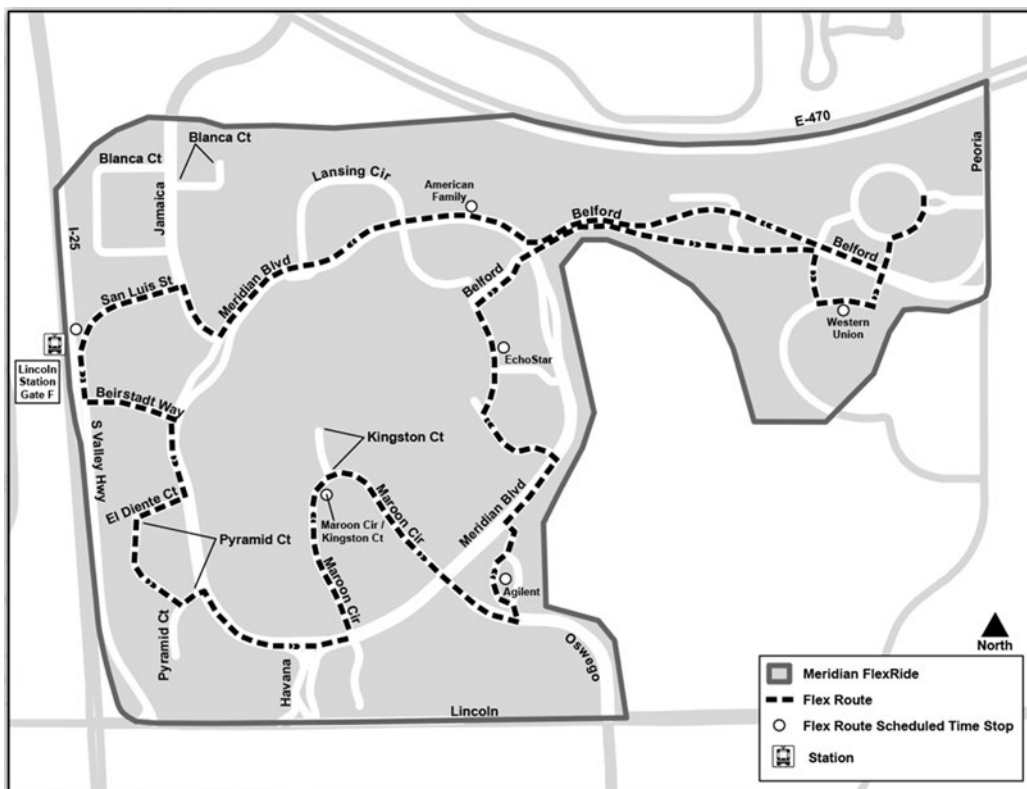 E-470
Peoria
Blanca Ct
Blanca Ct
Lansing Cir
American
Family
Jamaica
Belford
I-25
Belford
San Luis St
Meridian Blvd
Belford
Western
Union
Lincoln
Station
Gate F
EchoStar
Beirstadt Way
S Valley Hwy
Kingston Ct
El Diente Ct
Maroon Cir /
Kingston Ct
Maroon Cir
Meridian Blvd
Pyramid Ct
Maroon Cir
Agilent
Pyramid Ct
Havana
Oswego
Lincoln
North
Meridian FlexRide
Flex Route
Flex Route Scheduled Time Stop
Station